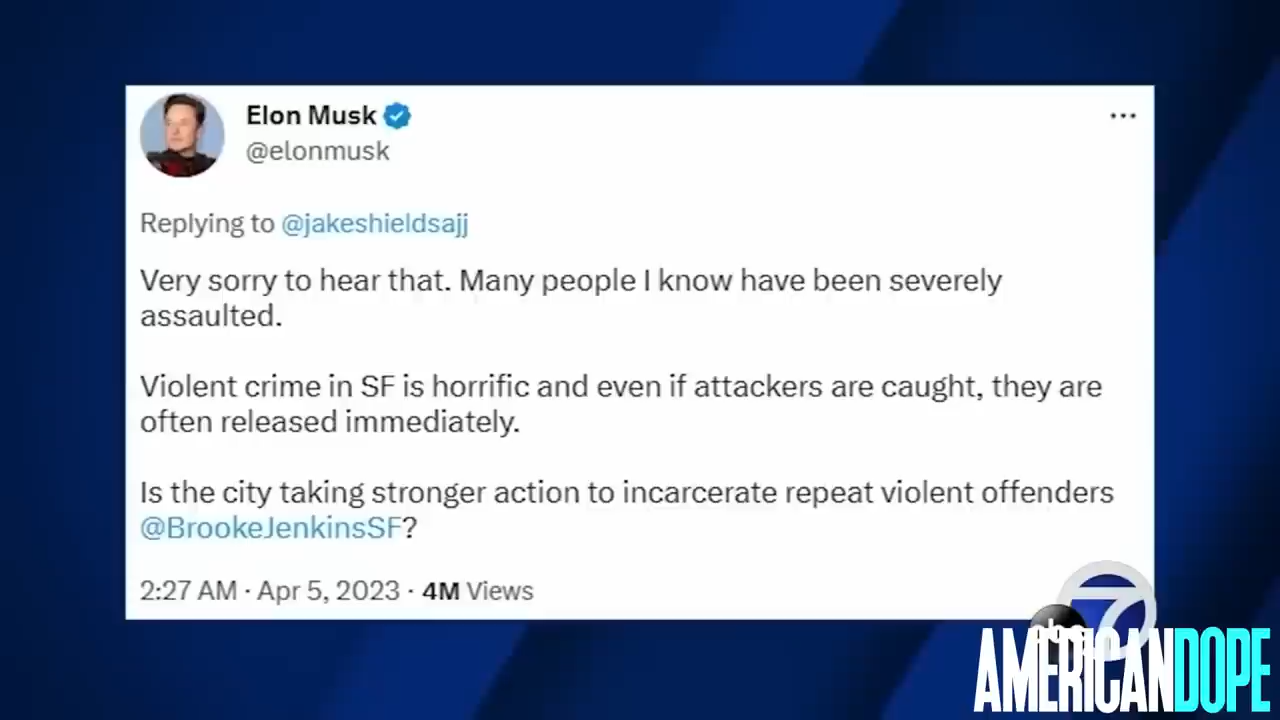 Elon Musk
@elonmusk
Replying to @jakeshieldsajj
Very sorry to hear that. Many people I know have been severely
assaulted.
Violent crime in SF is horrific and even if attackers are caught, they are
often released immediately.
Is the city taking stronger action to incarcerate repeat violent offenders
@BrookeJenkinsSF?
2:27 AM · Apr 5, 2023 · 4M Views
abc 7
AMERICANDOPE